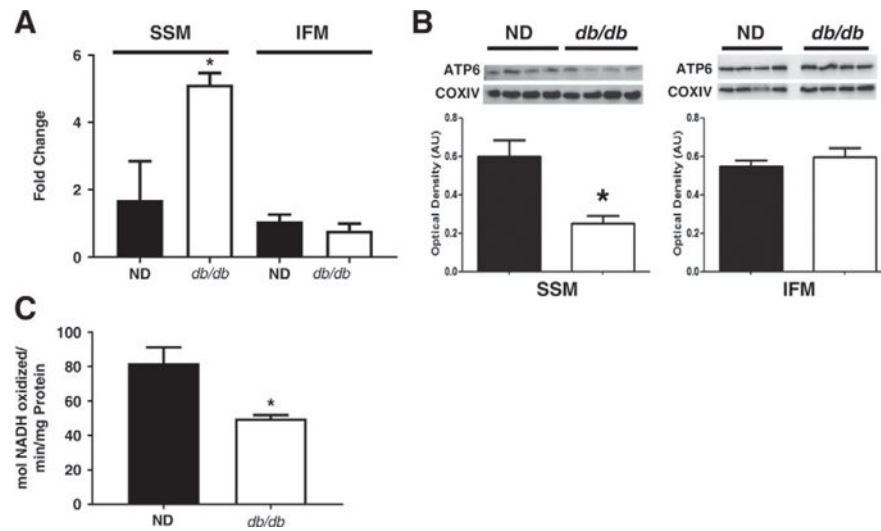 A
SSM IFM
6
4
2
0
Fold Change
*
ND db/db ND db/db
B
ND db/db
ATP6
COXIV
0.8
0.6
0.4
0.2
0.0
Optical Density (AU)
*
SSM
ND db/db
ATP6
COXIV
0.8
0.6
0.4
0.2
0.0
Optical Density (AU)
IFM
C
100
80
60
40
20
0
mol NADH oxidized/
min/mg Protein
*
ND db/db